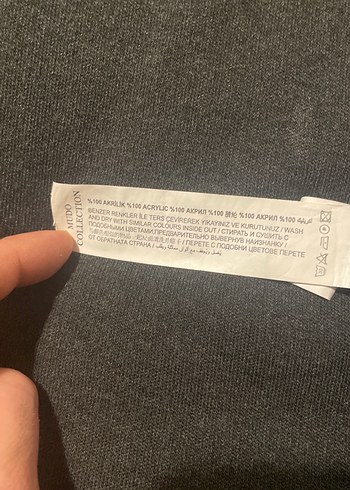 MUDO
COLLECTION
%100 AKRİLİK %100 ACRYLIC %100 АКРИЛ %100 腈纶 %100 АКРИЛ %100
BENZER RENKLER İLE TERS ÇEVİREREK YIKAYINIZ VE KURUTUNUZ / WASH
AND DRY WITH SIMILAR COLOURS INSIDE OUT / СТИРАТЬ И СУШИТЬ С
ПОДОБНЫМИ ЦВЕТАМИ ПРЕДВАРИТЕЛЬНО ВЫВЕРНУВ НАИЗНАНКУ /
/ ПЕРЕТЕ С ПОДОБНИ ЦВЕТОВЕ ПЕРЕТЕ
ОТ ОБРАТНАТА СТРАНА /